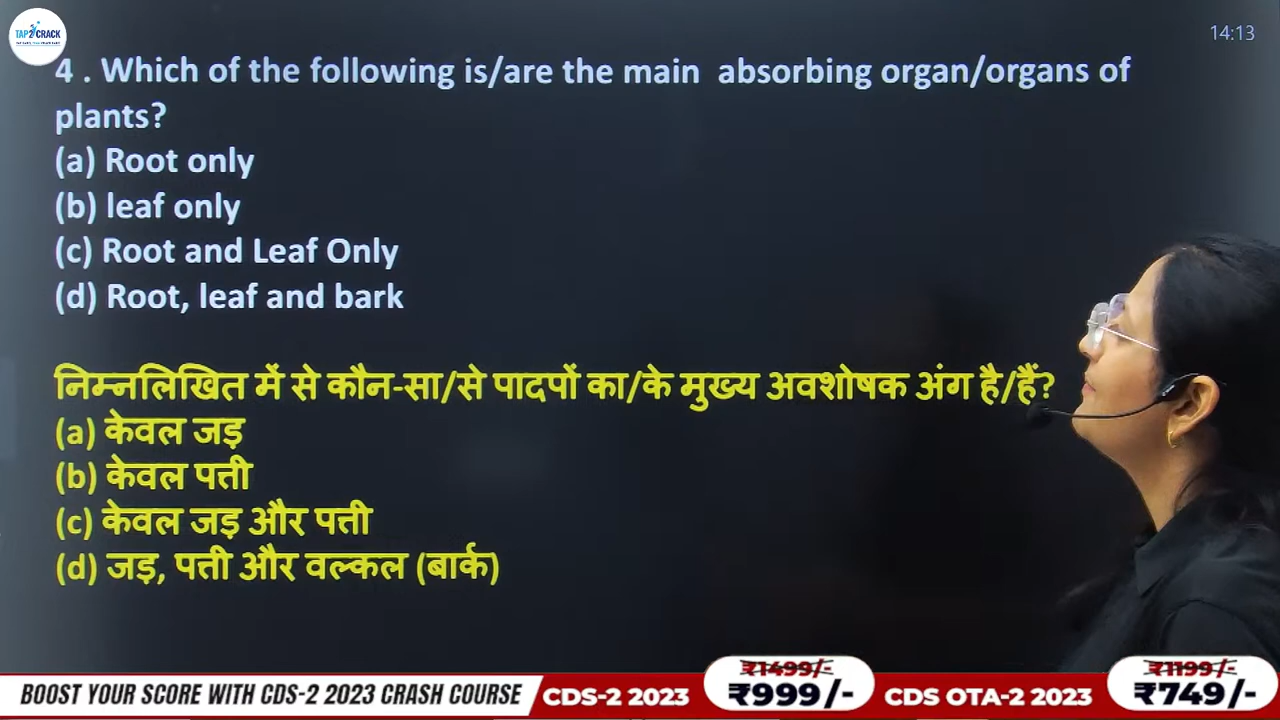 TAP2CRACK
14:13
4 . Which of the following is/are the main absorbing organ/organs of
plants?
(a) Root only
(b) leaf only
(c) Root and Leaf Only
(d) Root, leaf and bark
निम्नलिखित में से कौन-सा/से पादपों का/के मुख्य अवशोषक अंग है/हैं?
(a) केवल जड़
(b) केवल पत्ती
(c) केवल जड़ और पत्ती
(d) जड़, पत्ती और वल्कल (बार्क)
BOOST YOUR SCORE WITH CDS-2 2023 CRASH COURSE
CDS-2 2023
₹1499/-
₹999/-
CDS OTA-2 2023
₹1199/-
₹749/-